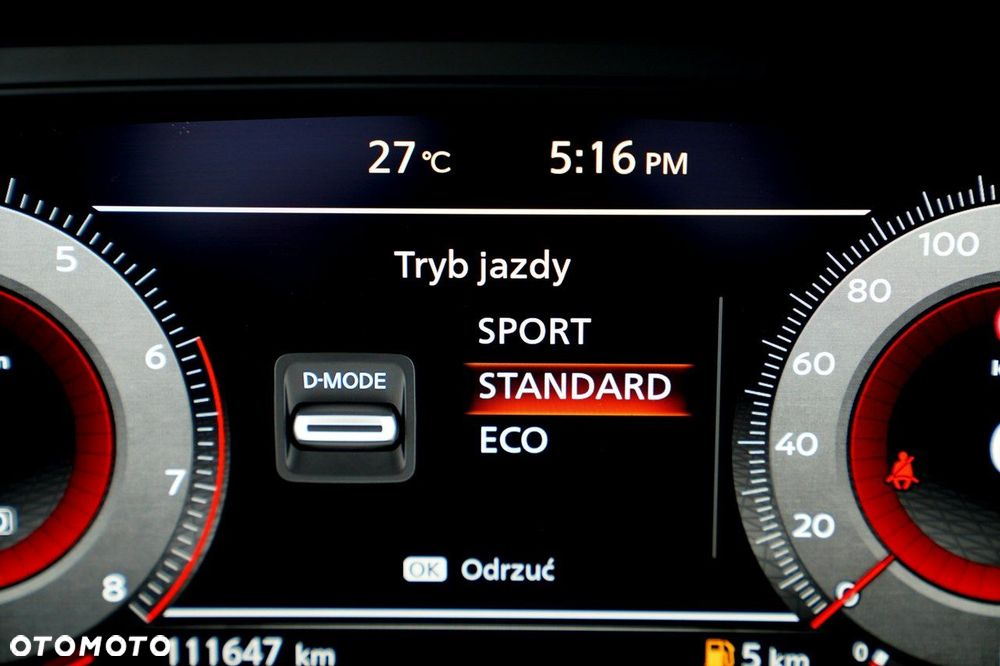 27 °C 5:16 PM
Tryb jazdy
SPORT
D-MODE
STANDARD
ECO
OK Odrzuć
5
6
7
8
100
80
60
40
20
0
111647 km
5 km
0
OTOMOTO